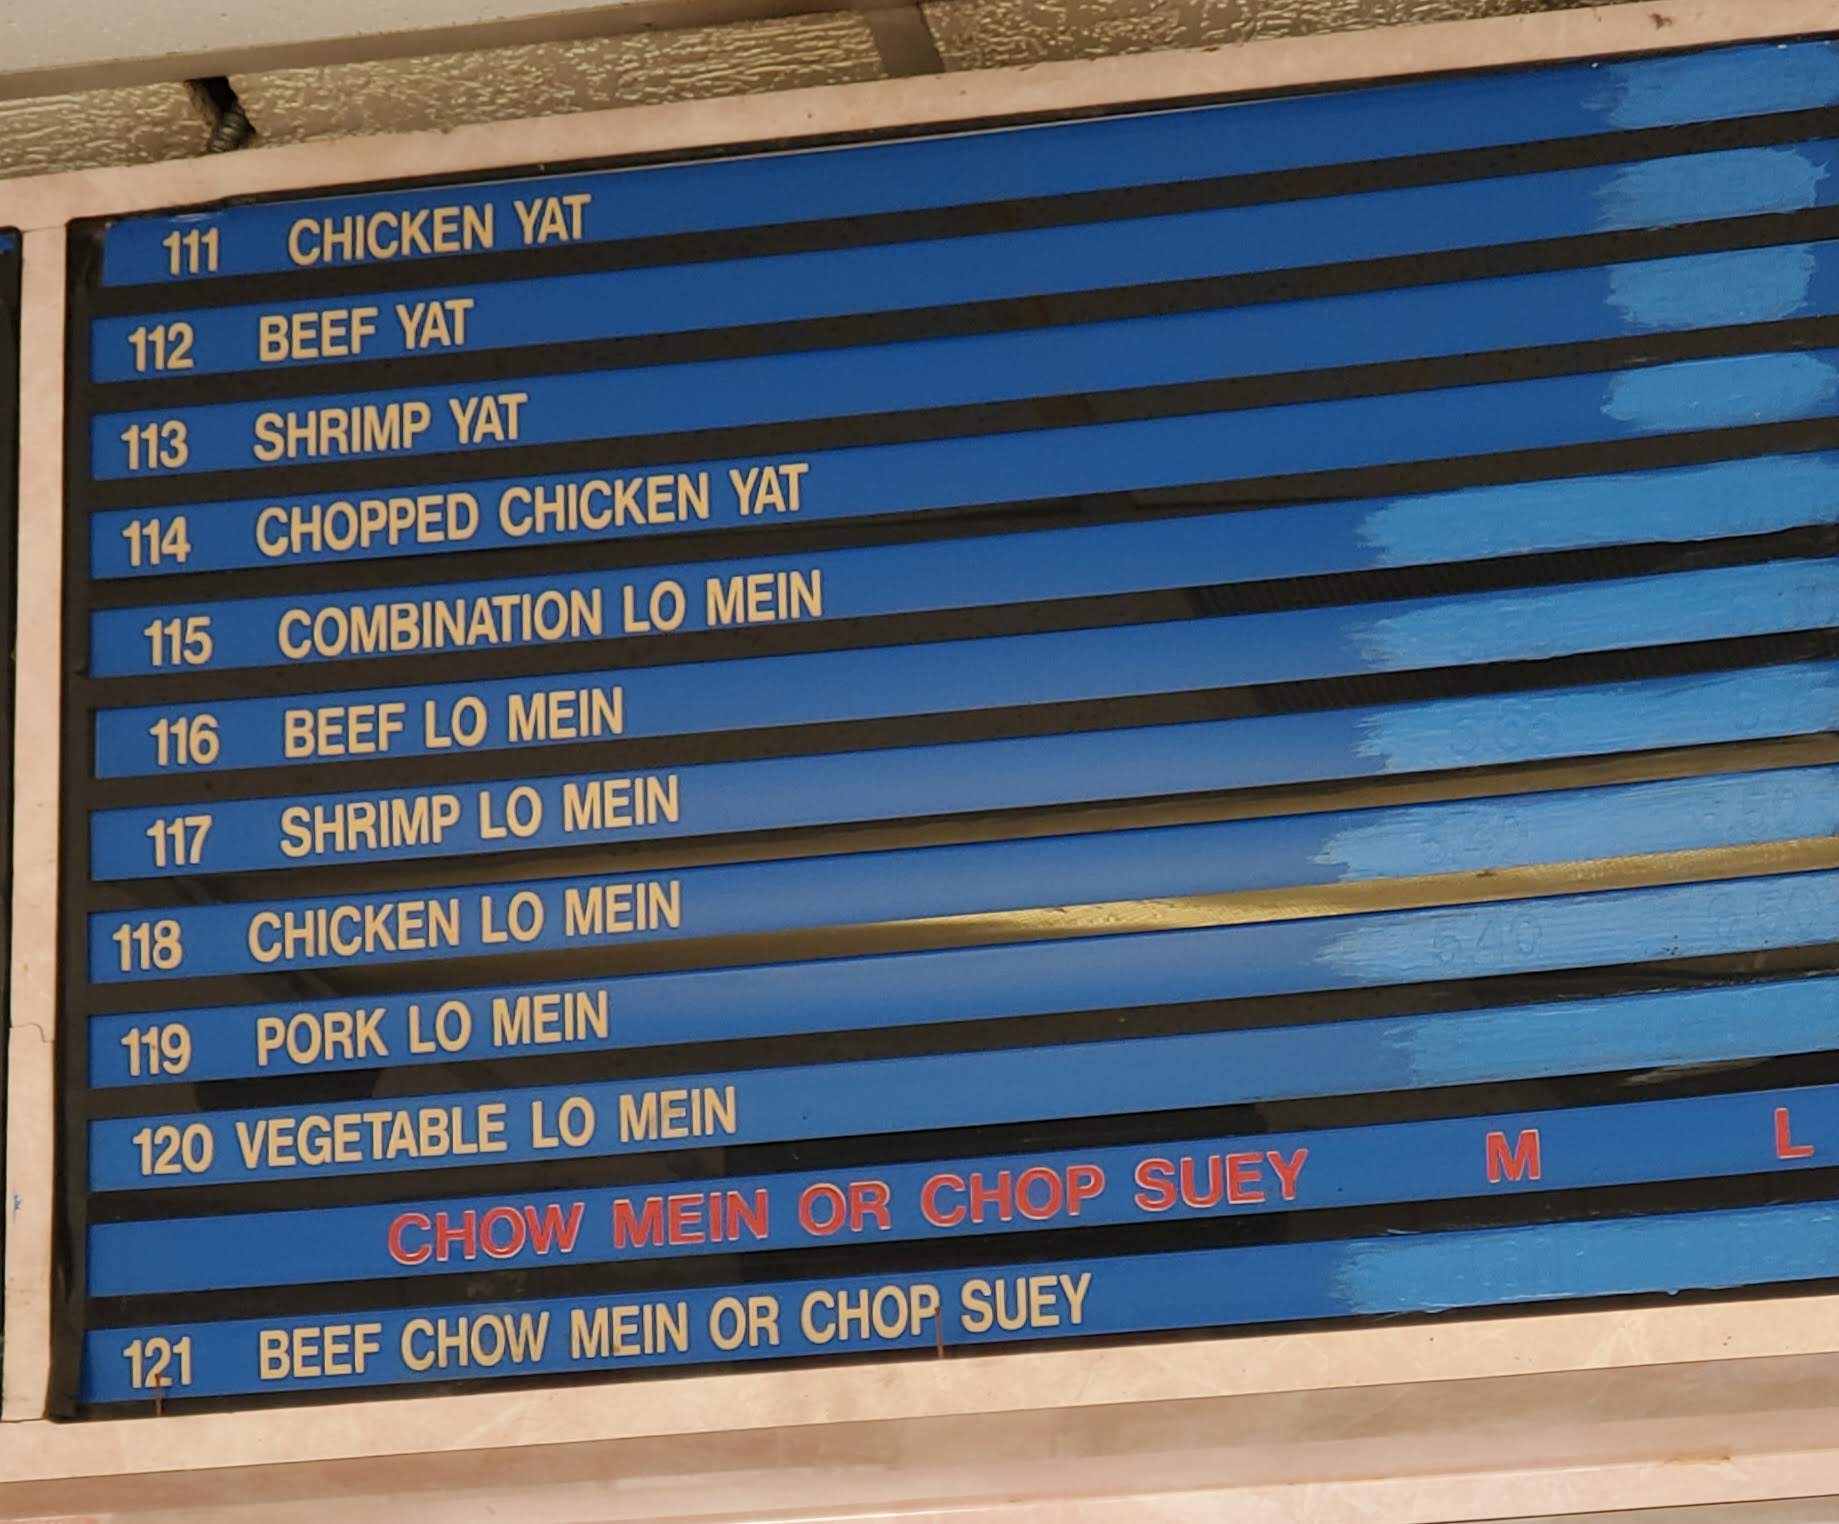 111 CHICKEN YAT
112 BEEF YAT
113 SHRIMP YAT
114 CHOPPED CHICKEN YAT
115 COMBINATION LO MEIN
116 BEEF LO MEIN
117 SHRIMP LO MEIN
118 CHICKEN LO MEIN
119 PORK LO MEIN 5.40
120 VEGETABLE LO MEIN
CHOW MEIN OR CHOP SUEY M L
121 BEEF CHOW MEIN OR CHOP SUEY